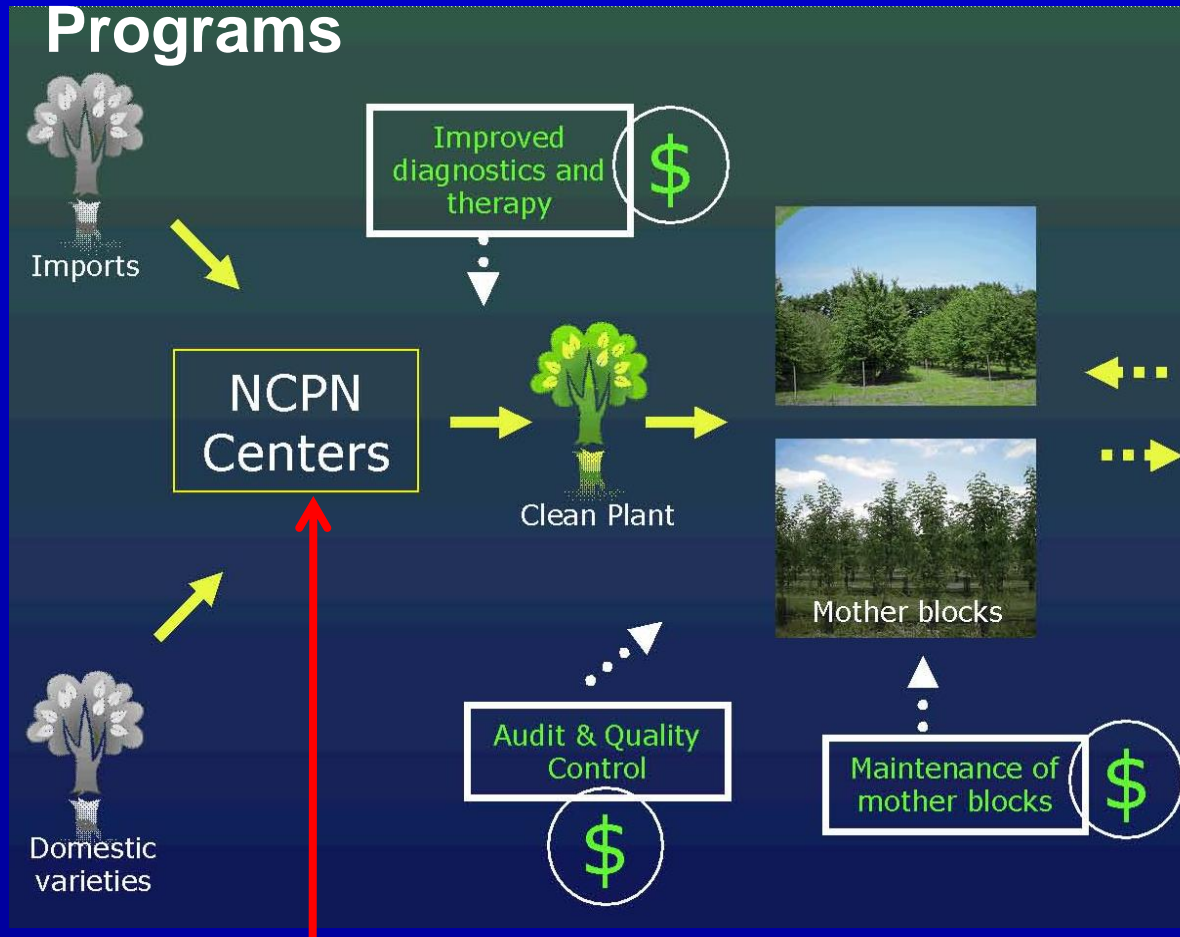 Programs
Imports
Improved
diagnostics and
therapy
$
NCPN
Centers
Clean Plant
Mother blocks
Domestic
varieties
Audit & Quality
Control
$
Maintenance of
mother blocks
$